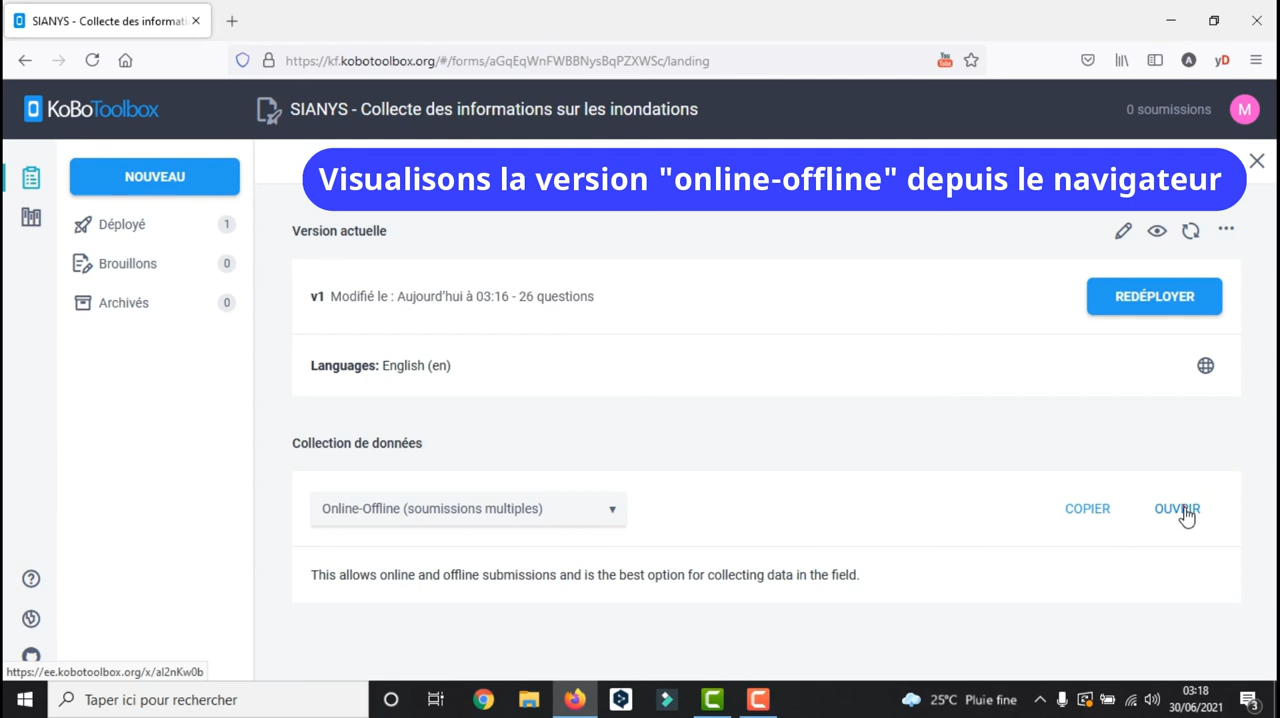 SIANYS - Collecte des informati
https://kf.kobotoolbox.org/#/forms/aGqEqWnFWBBNysBqPZXWSc/landing
You Tube
A
yD
KoBoToolbox
SIANYS - Collecte des informations sur les inondations
0 soumissions
M
NOUVEAU
Visualisons la version "online-offline" depuis le navigateur
Déployé 1
Brouillons 0
Archivés 0
Version actuelle
v1 Modifié le : Aujourd'hui à 03:16 - 26 questions
REDÉPLOYER
Languages: English (en)
Collection de données
Online-Offline (soumissions multiples)
COPIER
OUVRIR
This allows online and offline submissions and is the best option for collecting data in the field.
https://ee.kobotoolbox.org/x/al2nKw0b
Taper ici pour rechercher
25°C Pluie fine
03:18
30/06/2021
3